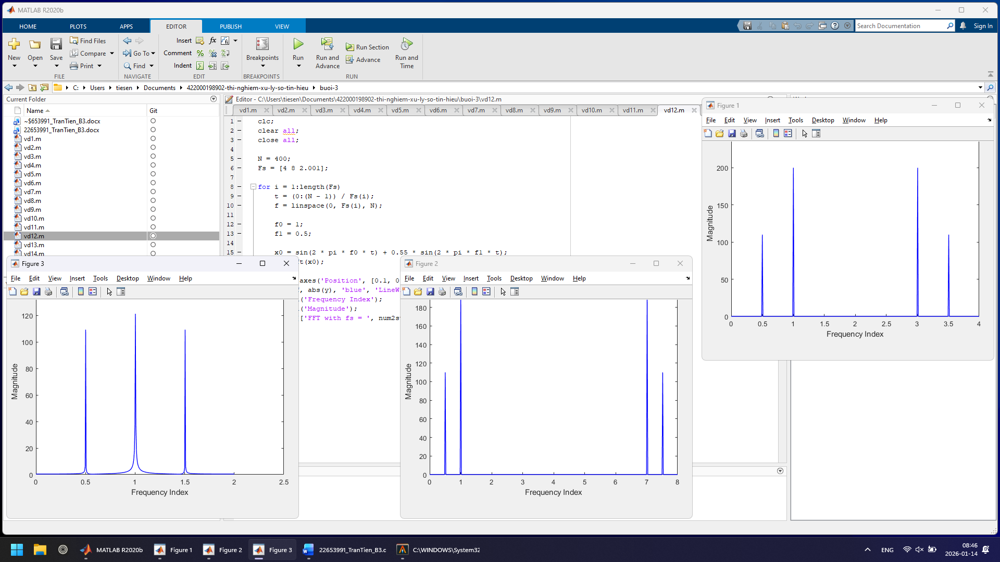 MATLAB R2020b
HOME PLOTS APPS EDITOR PUBLISH VIEW
Search Documentation Sign In
New Open Save Find Files Compare Print
Go To Find
Insert fx
Comment
Indent
Breakpoints
Run
Run and Advance
Run Section
Advance
Run and Time
FILE NAVIGATE EDIT BREAKPOINTS RUN
C: Users tiesen Documents 422000198902-thi-nghiem-xu-ly-so-tin-hieu buoi-3
Current Folder
Name Git
~$653991_TranTien_B3.docx
22653991_TranTien_B3.docx
vd1.m
vd2.m
vd3.m
vd4.m
vd5.m
vd6.m
vd7.m
vd8.m
vd9.m
vd10.m
vd11.m
vd12.m
vd13.m
vd14.m
Editor - C:\Users\tiesen\Documents\422000198902-thi-nghiem-xu-ly-so-tin-hieu\buoi-3\vd12.m
vd1.m vd2.m vd3.m vd4.m vd5.m vd6.m vd7.m vd8.m vd9.m vd10.m vd11.m vd12.m
1 – clc;
2 – clear all;
3 – close all;
4
5 – N = 400;
6 – Fs = [4 8 2.001];
7
8 – for i = 1:length(Fs)
9 – t = (0:(N - 1)) / Fs(i);
10 – f = linspace(0, Fs(i), N);
11
12 – f0 = 1;
13 – f1 = 0.5;
14
15 – x0 = sin(2 * pi * f0 * t) + 0.55 * sin(2 * pi * f1 * t);
t(x0);
axes('Position', [0.1, 0
, abs(y), 'blue', 'LineW
('Frequency Index');
('Magnitude');
['FFT with fs = ', num2s
Figure 1
File Edit View Insert Tools Desktop Window Help
Magnitude
200
150
100
50
0
0 0.5 1 1.5 2 2.5 3 3.5 4
Frequency Index
Figure 3
File Edit View Insert Tools Desktop Window Help
Magnitude
120
100
80
60
40
20
0
0 0.5 1 1.5 2 2.5
Frequency Index
Figure 2
File Edit View Insert Tools Desktop Window Help
Magnitude
180
160
140
120
100
80
60
40
20
0
0 1 2 3 4 5 6 7 8
Frequency Index
MATLAB R2020b Figure 1 Figure 2 Figure 3 22653991_TranTien_B3.d C:\WINDOWS\System32
ENG
08:46
2026-01-14